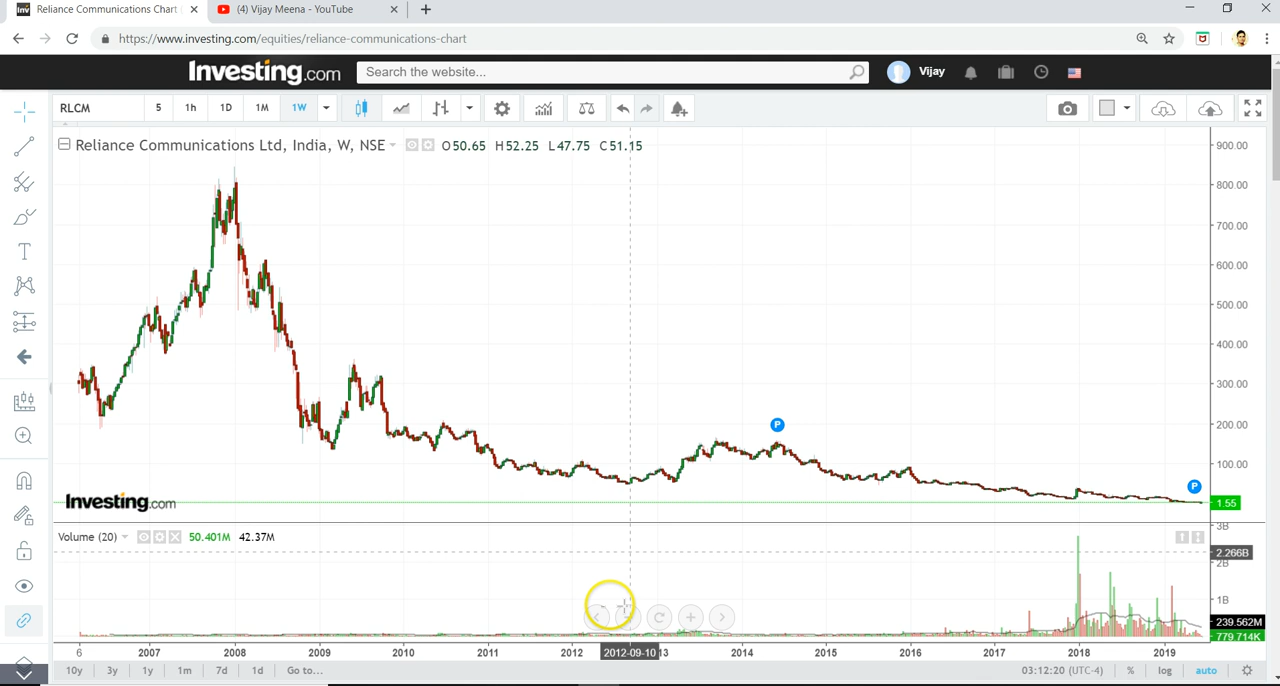 Reliance Communications Chart
(4) Vijay Meena - YouTube
https://www.investing.com/equities/reliance-communications-chart
Investing.com
Search the website...
Vijay
RLCM
5
1h
1D
1M
1W
Reliance Communications Ltd, India, W, NSE
O50.65 H52.25 L47.75 C51.15
900.00
800.00
700.00
600.00
500.00
400.00
300.00
200.00
100.00
P
P
1.55
Investing.com
Volume (20)
50.401M 42.37M
3B
2.266B
2B
1B
239.562M
779.714K
6 2007 2008 2009 2010 2011 2012 2012-09-10 13 2014 2015 2016 2017 2018 2019
10y 3y 1y 1m 7d 1d Go to...
03:12:20 (UTC-4) % log auto